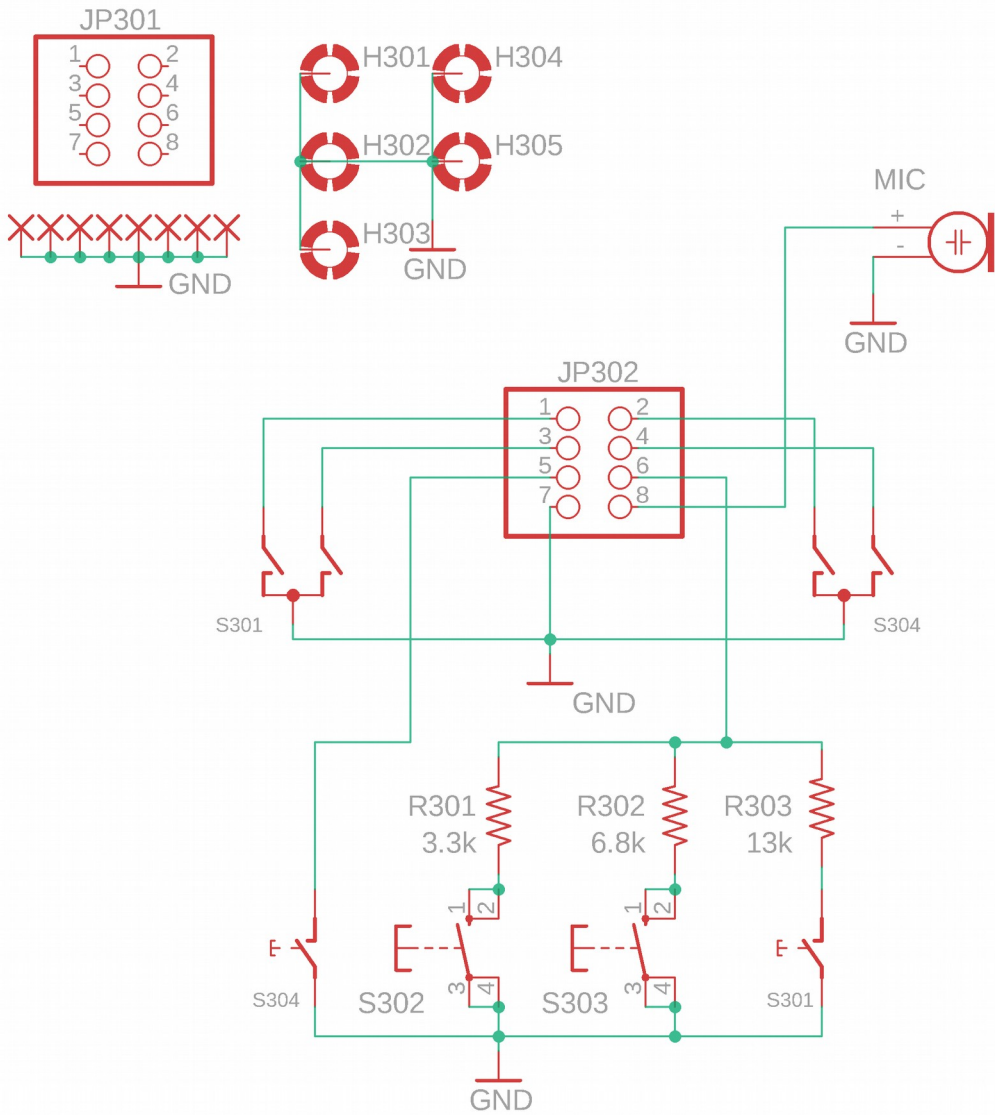 JP301
1 2
3 4
5 6
7 8
GND
H301 H304
H302 H305
H303
GND
MIC
+
-
GND
JP302
1 2
3 4
5 6
7 8
S301
S304
GND
R301
3.3k
R302
6.8k
R303
13k
1 2
1 2
S304
S302
3 4
S303
3 4
S301
GND